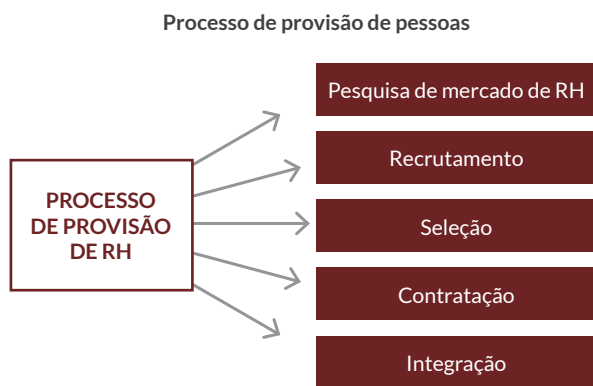 Processo de provisão de pessoas
PROCESSO
DE PROVISÃO
DE RH
Pesquisa de mercado de RH
Recrutamento
Seleção
Contratação
Integração